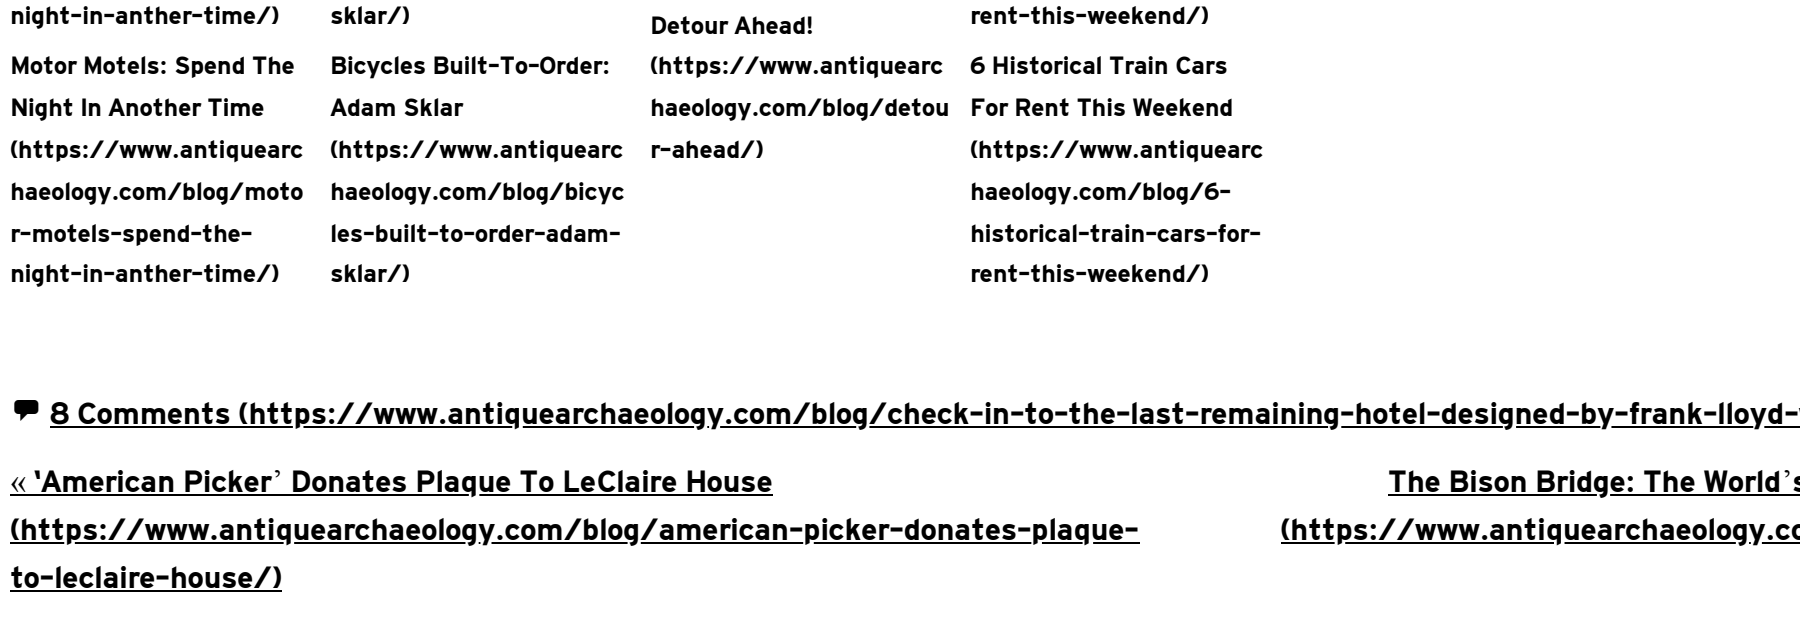 night-in-anther-time/)
Motor Motels: Spend The
Night In Another Time
(https://www.antiquearc
haeology.com/blog/moto
r-motels-spend-the-
night-in-anther-time/)
sklar/)
Bicycles Built-To-Order:
Adam Sklar
(https://www.antiquearc
haeology.com/blog/bicyc
les-built-to-order-adam-
sklar/)
Detour Ahead!
(https://www.antiquearc
haeology.com/blog/detou
r-ahead/)
rent-this-weekend/)
6 Historical Train Cars
For Rent This Weekend
(https://www.antiquearc
haeology.com/blog/6-
historical-train-cars-for-
rent-this-weekend/)
8 Comments (https://www.antiquearchaeology.com/blog/check-in-to-the-last-remaining-hotel-designed-by-frank-lloyd-
« ‘American Picker’ Donates Plaque To LeClaire House
(https://www.antiquearchaeology.com/blog/american-picker-donates-plaque-
to-leclaire-house/)
The Bison Bridge: The World’s
(https://www.antiquearchaeology.co